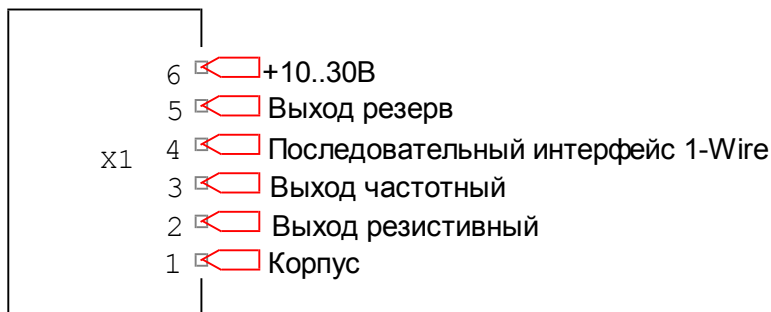 6 +10..30В
5 Выход резерв
X1 4 Последовательный интерфейс 1-Wire
3 Выход частотный
2 Выход резистивный
1 Корпус